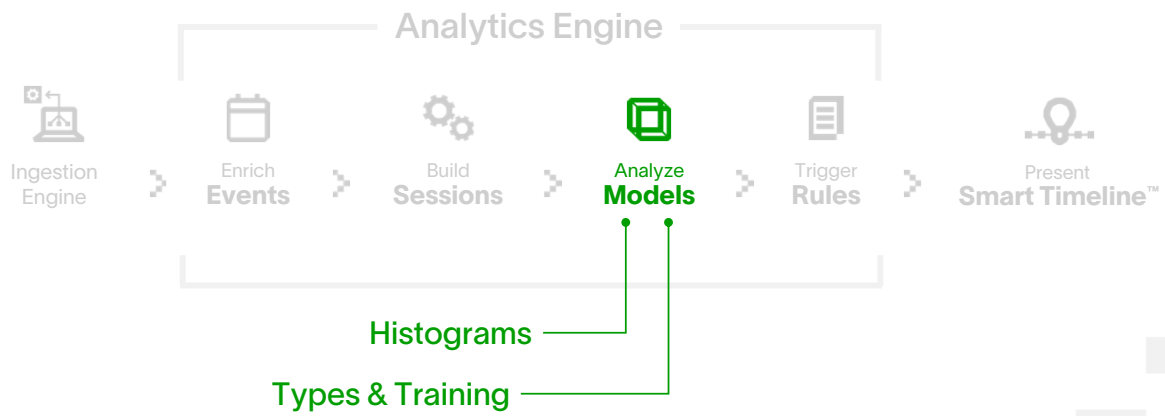 Analytics Engine
Ingestion
Engine
Enrich
Events
Build
Sessions
Analyze
Models
Trigger
Rules
Present
Smart Timeline™
Histograms
Types & Training